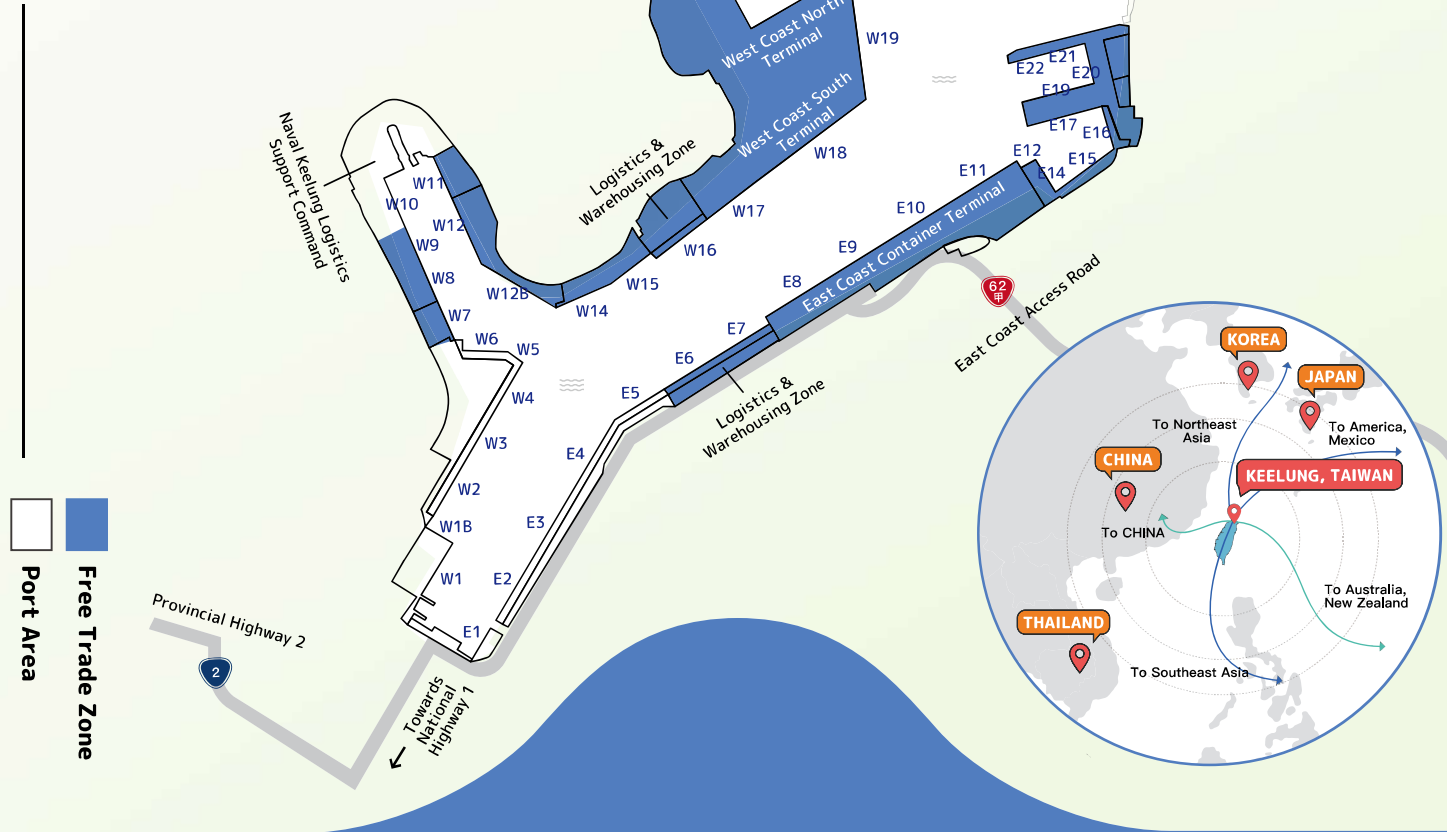 West Coast North
Terminal
W19
E21
E22
E20
E19
E17
E16
West Coast South
Terminal
W18
E15
E14
E12
E11
Naval Keelung Logistics
Support Command
Logistics &
Warehousing Zone
W11
W10
W12
W9
W8
W7
W6
W5
W12B
W14
W15
W16
W17
E10
E9
E8
E7
E6
E5
East Coast Container Terminal
62
甲
East Coast Access Road
Logistics &
Warehousing Zone
W4
W3
W2
W1B
W1
E4
E3
E2
E1
Free Trade Zone
Port Area
Provincial Highway 2
2
Towards
National
Highway 1
KOREA
JAPAN
To Northeast
Asia
To America,
Mexico
CHINA
KEELUNG, TAIWAN
To CHINA
To Australia,
New Zealand
THAILAND
To Southeast Asia